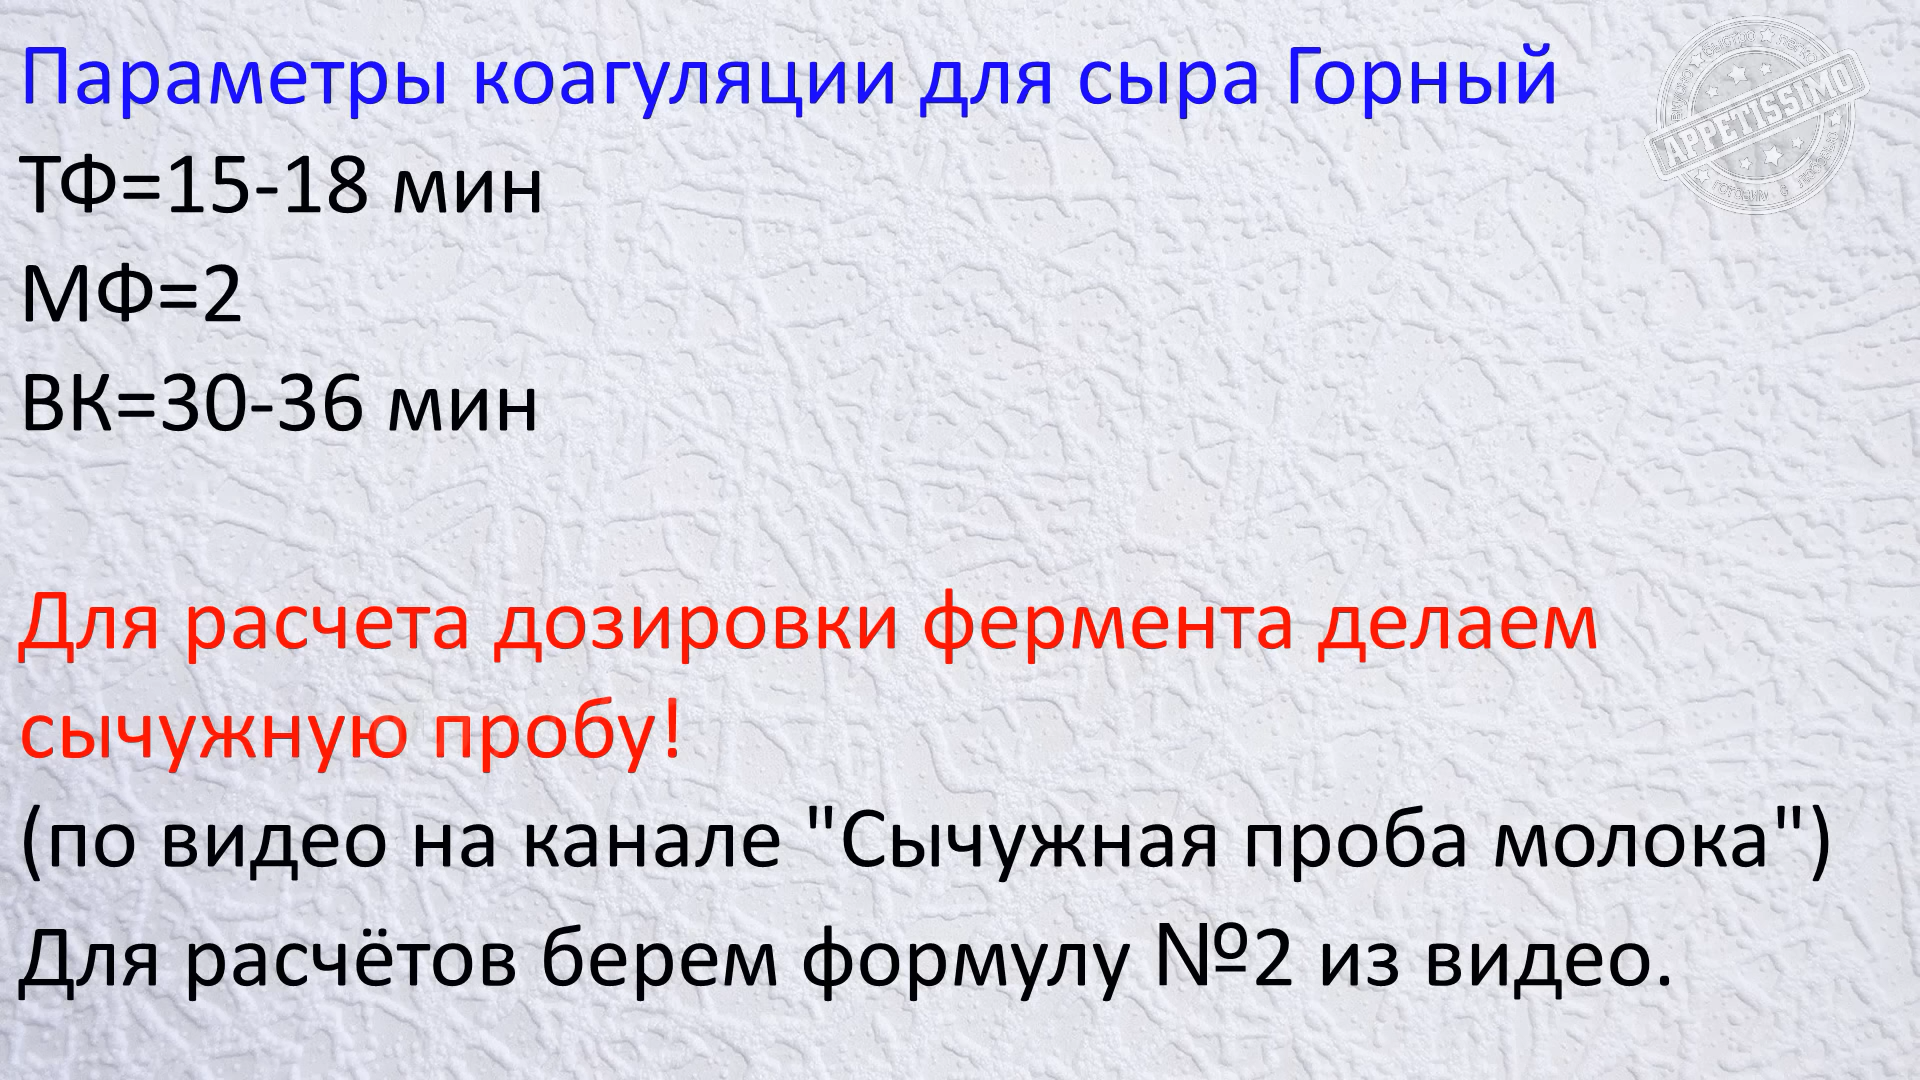 Параметры коагуляции для сыра Горный
ТФ=15-18 мин
МФ=2
ВК=30-36 мин
Для расчета дозировки фермента делаем
сычужную пробу!
(по видео на канале "Сычужная проба молока")
Для расчётов берем формулу №2 из видео.
APPETISSIMO